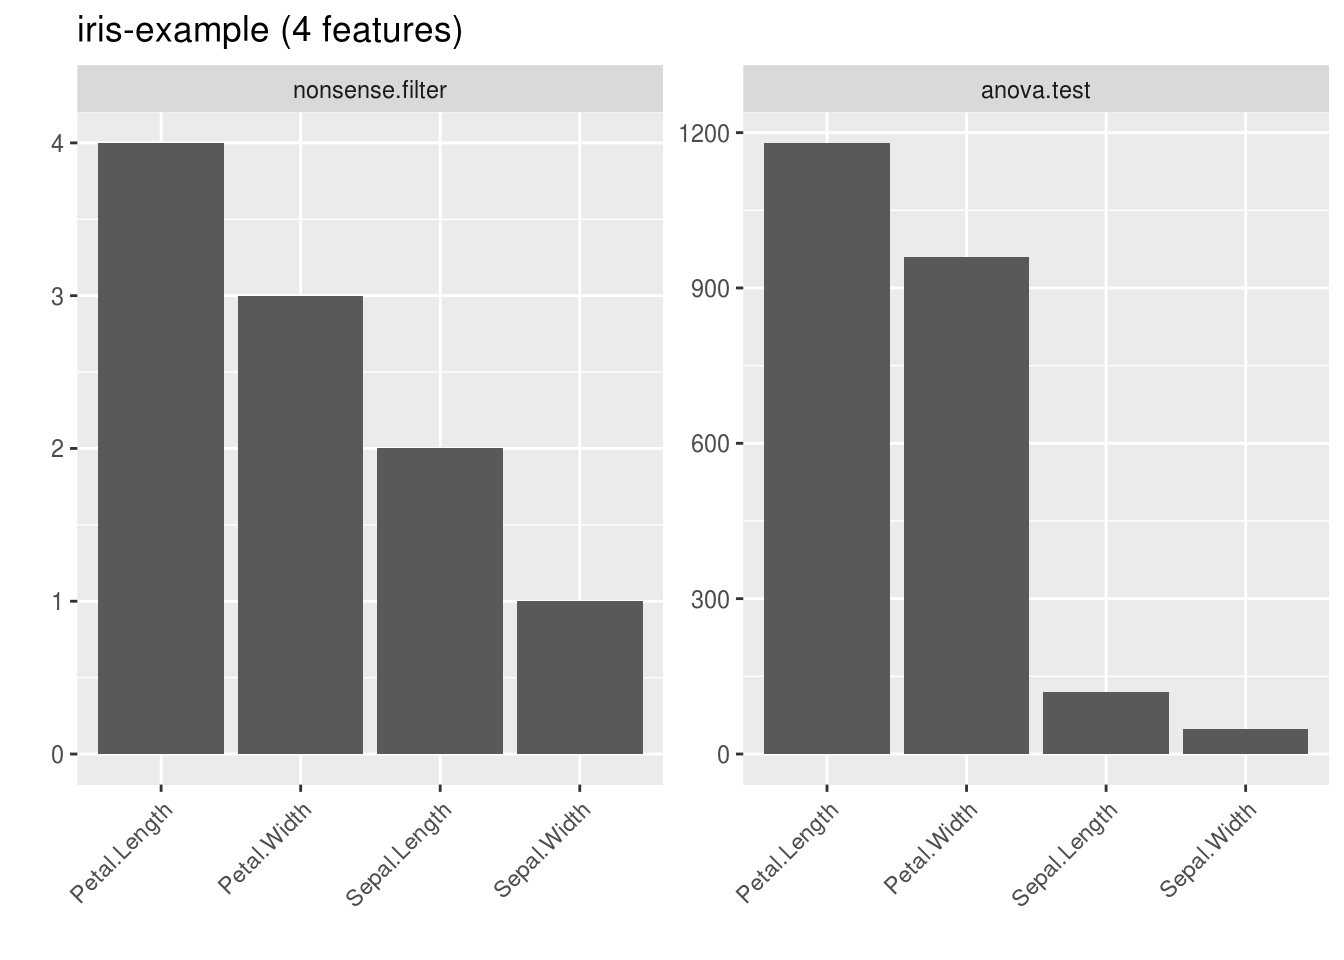 iris-example (4 features)
nonsense.filter
4
3
2
1
0
Petal.Length
Petal.Width
Sepal.Length
Sepal.Width
anova.test
1200
900
600
300
0
Petal.Length
Petal.Width
Sepal.Length
Sepal.Width